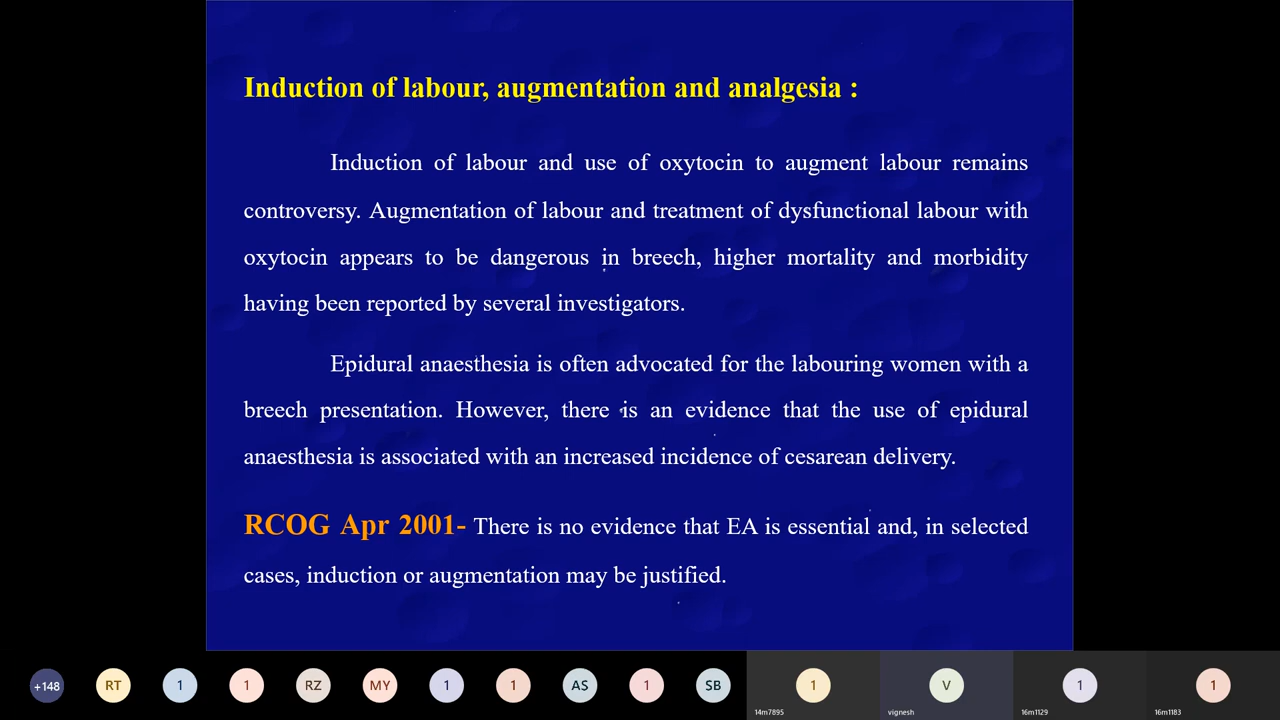 Induction of labour, augmentation and analgesia :
Induction of labour and use of oxytocin to augment labour remains
controversy. Augmentation of labour and treatment of dysfunctional labour with
oxytocin appears to be dangerous in breech, higher mortality and morbidity
having been reported by several investigators.
Epidural anaesthesia is often advocated for the labouring women with a
breech presentation. However, there is an evidence that the use of epidural
anaesthesia is associated with an increased incidence of cesarean delivery.
RCOG Apr 2001- There is no evidence that EA is essential and, in selected
cases, induction or augmentation may be justified.
+148 RT 1 1 RZ MY 1 1 AS 1 SB 1 V 1 1
14m7895 vignesh 16m1129 16m1183